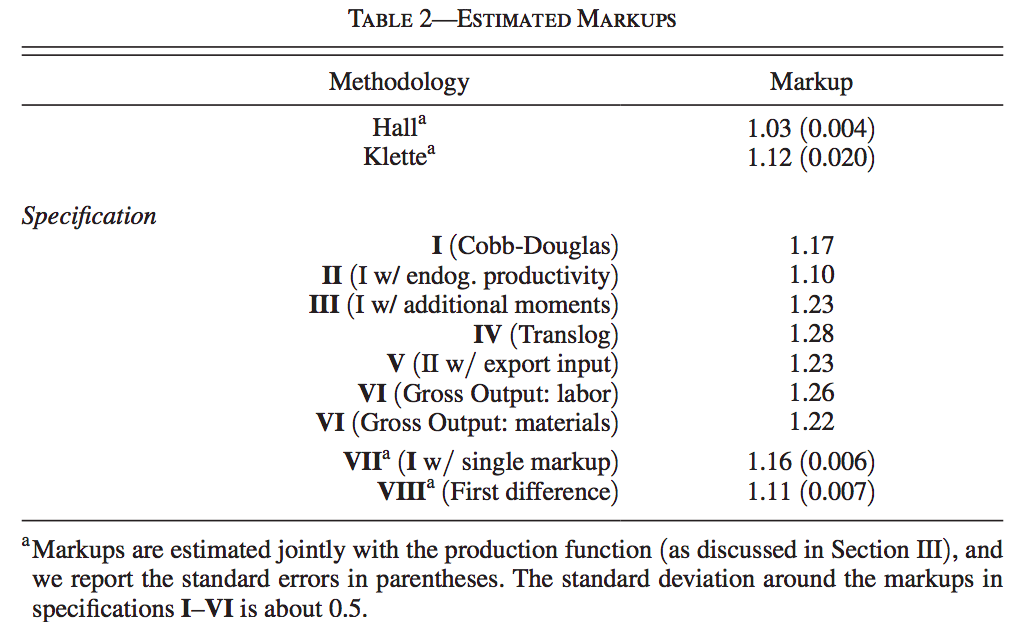 TABLE 2—ESTIMATED MARKUPS
Methodology Markup
Hallª 1.03 (0.004)
Kletteª 1.12 (0.020)
Specification
I (Cobb-Douglas) 1.17
II (I w/ endog. productivity) 1.10
III (I w/ additional moments) 1.23
IV (Translog) 1.28
V (II w/ export input) 1.23
VI (Gross Output: labor) 1.26
VI (Gross Output: materials) 1.22
VIIª (I w/ single markup) 1.16 (0.006)
VIIIª (First difference) 1.11 (0.007)
ªMarkups are estimated jointly with the production function (as discussed in Section III), and
we report the standard errors in parentheses. The standard deviation around the markups in
specifications I–VI is about 0.5.